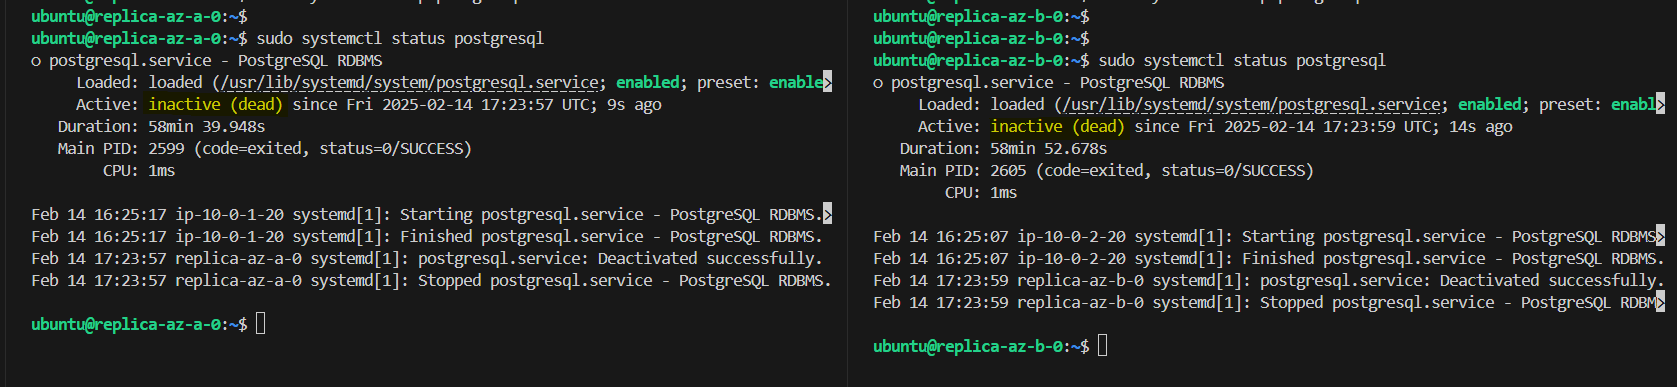 ubuntu@replica-az-a-0:~$
ubuntu@replica-az-a-0:~$ sudo systemctl status postgresql
○ postgresql.service - PostgreSQL RDBMS
     Loaded: loaded (/usr/lib/systemd/system/postgresql.service; enabled; preset: enable>
     Active: inactive (dead) since Fri 2025-02-14 17:23:57 UTC; 9s ago
   Duration: 58min 39.948s
   Main PID: 2599 (code=exited, status=0/SUCCESS)
        CPU: 1ms
Feb 14 16:25:17 ip-10-0-1-20 systemd[1]: Starting postgresql.service - PostgreSQL RDBMS.>
Feb 14 16:25:17 ip-10-0-1-20 systemd[1]: Finished postgresql.service - PostgreSQL RDBMS.
Feb 14 17:23:57 replica-az-a-0 systemd[1]: postgresql.service: Deactivated successfully.
Feb 14 17:23:57 replica-az-a-0 systemd[1]: Stopped postgresql.service - PostgreSQL RDBMS.
ubuntu@replica-az-a-0:~$
ubuntu@replica-az-b-0:~$
ubuntu@replica-az-b-0:~$
ubuntu@replica-az-b-0:~$ sudo systemctl status postgresql
○ postgresql.service - PostgreSQL RDBMS
     Loaded: loaded (/usr/lib/systemd/system/postgresql.service; enabled; preset: enabl>
     Active: inactive (dead) since Fri 2025-02-14 17:23:59 UTC; 14s ago
   Duration: 58min 52.678s
   Main PID: 2605 (code=exited, status=0/SUCCESS)
        CPU: 1ms
Feb 14 16:25:07 ip-10-0-2-20 systemd[1]: Starting postgresql.service - PostgreSQL RDBMS>
Feb 14 16:25:07 ip-10-0-2-20 systemd[1]: Finished postgresql.service - PostgreSQL RDBMS.
Feb 14 17:23:59 replica-az-b-0 systemd[1]: postgresql.service: Deactivated successfully.
Feb 14 17:23:59 replica-az-b-0 systemd[1]: Stopped postgresql.service - PostgreSQL RDBM>
ubuntu@replica-az-b-0:~$